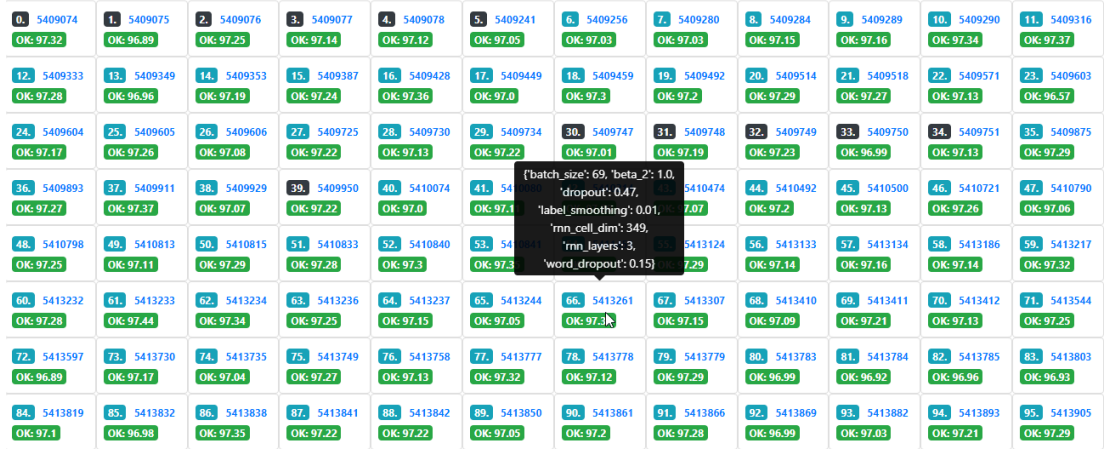 0. 5409074 1. 5409075 2. 5409076 3. 5409077 4. 5409078 5. 5409241 6. 5409256 7. 5409280 8. 5409284 9. 5409289 10. 5409290 11. 5409316
OK: 97.32 OK: 96.89 OK: 97.25 OK: 97.14 OK: 97.12 OK: 97.05 OK: 97.03 OK: 97.03 OK: 97.15 OK: 97.16 OK: 97.34 OK: 97.37
12. 5409333 13. 5409349 14. 5409353 15. 5409387 16. 5409428 17. 5409449 18. 5409459 19. 5409492 20. 5409514 21. 5409518 22. 5409571 23. 5409603
OK: 97.28 OK: 96.96 OK: 97.19 OK: 97.24 OK: 97.36 OK: 97.0 OK: 97.3 OK: 97.2 OK: 97.29 OK: 97.27 OK: 97.13 OK: 96.57
24. 5409604 25. 5409605 26. 5409606 27. 5409725 28. 5409730 29. 5409734 30. 5409747 31. 5409748 32. 5409749 33. 5409750 34. 5409751 35. 5409875
OK: 97.17 OK: 97.26 OK: 97.08 OK: 97.22 OK: 97.13 OK: 97.22 OK: 97.01 OK: 97.19 OK: 97.23 OK: 96.99 OK: 97.13 OK: 97.29
{'batch_size': 69, 'beta_2': 1.0,
'dropout': 0.47,
'label_smoothing': 0.01,
'rnn_cell_dim': 349,
'rnn_layers': 3,
'word_dropout': 0.15}
36. 5409893 37. 5409911 38. 5409929 39. 5409950 40. 5410074 41. 5410474 44. 5410492 45. 5410500 46. 5410721 47. 5410790
OK: 97.27 OK: 97.37 OK: 97.07 OK: 97.22 OK: 97.0 OK: 97.07 OK: 97.2 OK: 97.13 OK: 97.26 OK: 97.06
48. 5410798 49. 5410813 50. 5410815 51. 5410833 52. 5410840 53. 5413124 56. 5413133 57. 5413134 58. 5413186 59. 5413217
OK: 97.25 OK: 97.11 OK: 97.29 OK: 97.28 OK: 97.3 OK: 97.29 OK: 97.14 OK: 97.16 OK: 97.14 OK: 97.32
60. 5413232 61. 5413233 62. 5413234 63. 5413236 64. 5413237 65. 5413244 66. 5413261 67. 5413307 68. 5413410 69. 5413411 70. 5413412 71. 5413544
OK: 97.28 OK: 97.44 OK: 97.34 OK: 97.25 OK: 97.15 OK: 97.05 OK: OK: 97.15 OK: 97.09 OK: 97.21 OK: 97.13 OK: 97.25
72. 5413597 73. 5413730 74. 5413735 75. 5413749 76. 5413758 77. 5413777 78. 5413778 79. 5413779 80. 5413783 81. 5413784 82. 5413785 83. 5413803
OK: 96.89 OK: 97.17 OK: 97.04 OK: 97.27 OK: 97.13 OK: 97.32 OK: 97.12 OK: 97.29 OK: 96.99 OK: 96.92 OK: 96.96 OK: 96.93
84. 5413819 85. 5413832 86. 5413838 87. 5413841 88. 5413842 89. 5413850 90. 5413861 91. 5413866 92. 5413869 93. 5413882 94. 5413893 95. 5413905
OK: 97.1 OK: 96.98 OK: 97.35 OK: 97.22 OK: 97.22 OK: 97.05 OK: 97.2 OK: 97.28 OK: 96.99 OK: 97.03 OK: 97.21 OK: 97.29